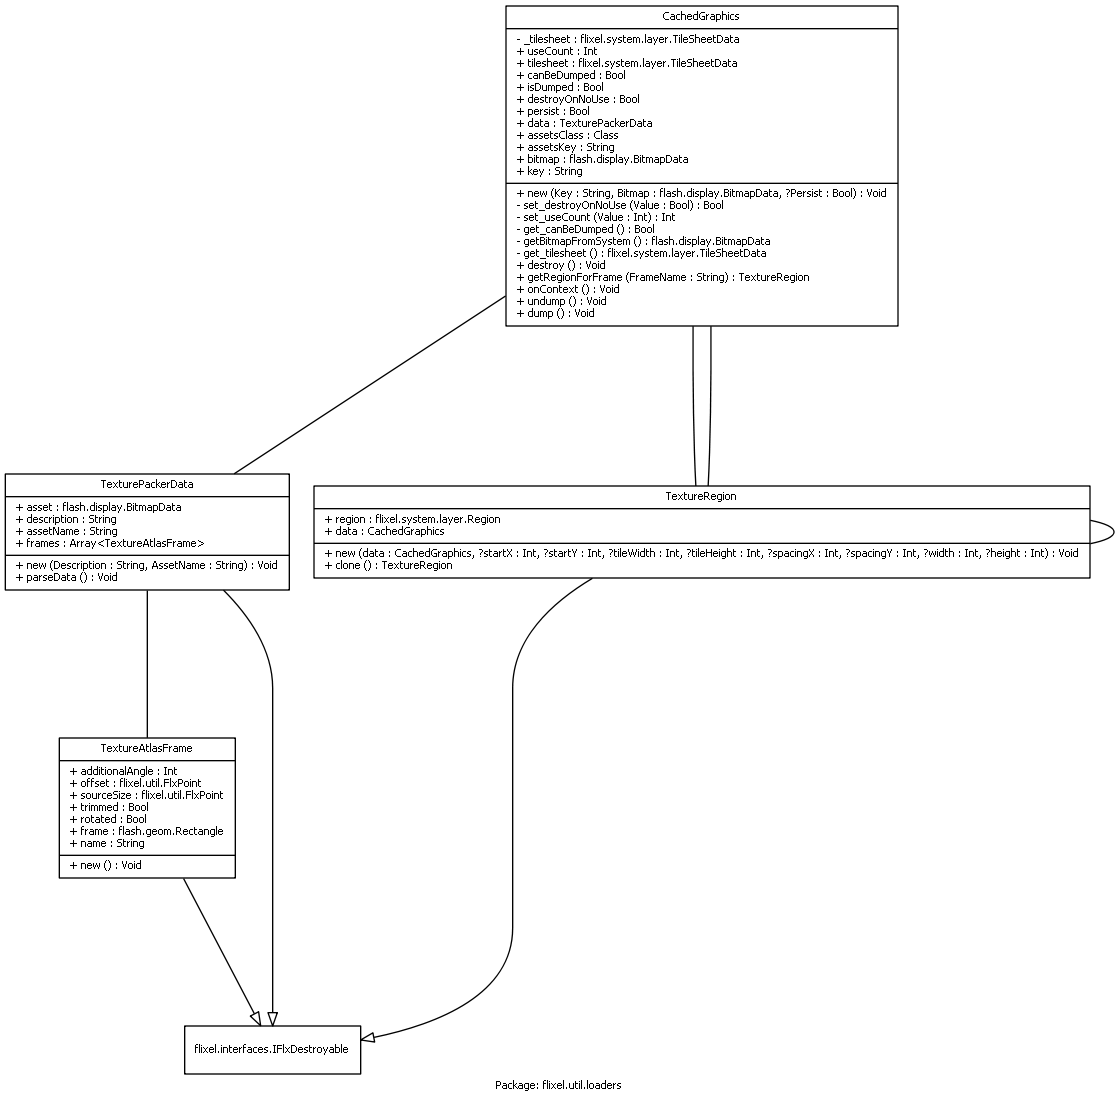 CachedGraphics
- _tilesheet : flixel.system.layer.TileSheetData
+ useCount : Int
+ tilesheet : flixel.system.layer.TileSheetData
+ canBeDumped : Bool
+ isDumped : Bool
+ destroyOnNoUse : Bool
+ persist : Bool
+ data : TexturePackerData
+ assetsClass : Class
+ assetsKey : String
+ bitmap : flash.display.BitmapData
+ key : String
+ new (Key : String, Bitmap : flash.display.BitmapData, ?Persist : Bool) : Void
- set_destroyOnNoUse (Value : Bool) : Bool
- set_useCount (Value : Int) : Int
- get_canBeDumped () : Bool
- getBitmapFromSystem () : flash.display.BitmapData
- get_tilesheet () : flixel.system.layer.TileSheetData
+ destroy () : Void
+ getRegionForFrame (FrameName : String) : TextureRegion
+ onContext () : Void
+ undump () : Void
+ dump () : Void
TexturePackerData
+ asset : flash.display.BitmapData
+ description : String
+ assetName : String
+ frames : Array<TextureAtlasFrame>
+ new (Description : String, AssetName : String) : Void
+ parseData () : Void
TextureRegion
+ region : flixel.system.layer.Region
+ data : CachedGraphics
+ new (data : CachedGraphics, ?startX : Int, ?startY : Int, ?tileWidth : Int, ?tileHeight : Int, ?spacingX : Int, ?spacingY : Int, ?width : Int, ?height : Int) : Void
+ clone () : TextureRegion
TextureAtlasFrame
+ additionalAngle : Int
+ offset : flixel.util.FlxPoint
+ sourceSize : flixel.util.FlxPoint
+ trimmed : Bool
+ rotated : Bool
+ frame : flash.geom.Rectangle
+ name : String
+ new () : Void
flixel.interfaces.IFlxDestroyable
Package: flixel.util.loaders